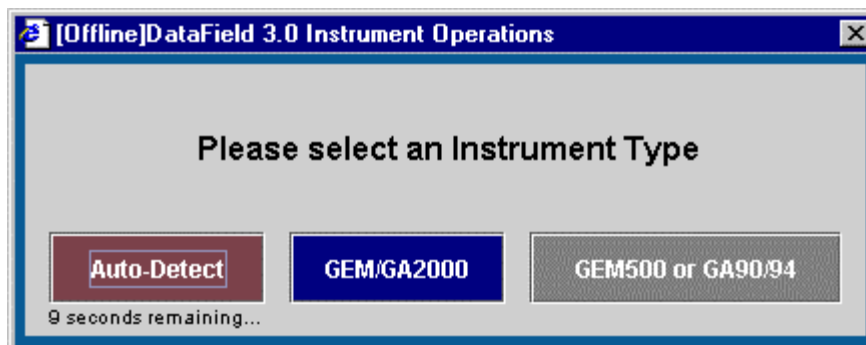 [Offline]DataField 3.0 Instrument Operations
Please select an Instrument Type
Auto-Detect GEM/GA2000 GEM500 or GA90/94
9 seconds remaining...